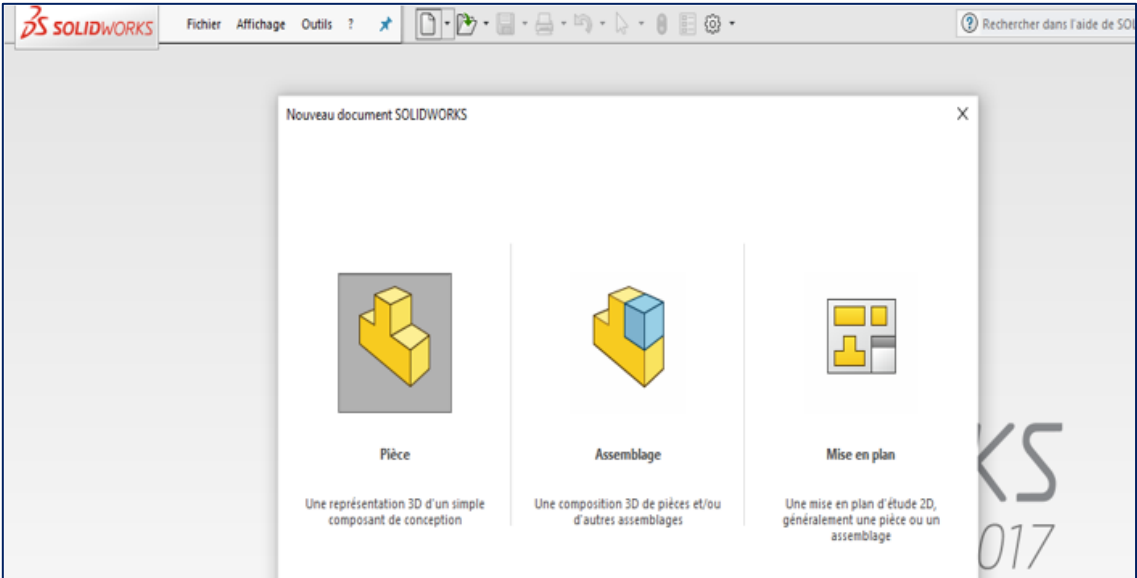 SOLIDWORKS Fichier Affichage Outils ? Rechercher dans l'aide de SOL
Nouveau document SOLIDWORKS X
Pièce
Une représentation 3D d'un simple
composant de conception
Assemblage
Une composition 3D de pièces et/ou
d'autres assemblages
Mise en plan
Une mise en plan d'étude 2D,
généralement une pièce ou un
assemblage
KS
017